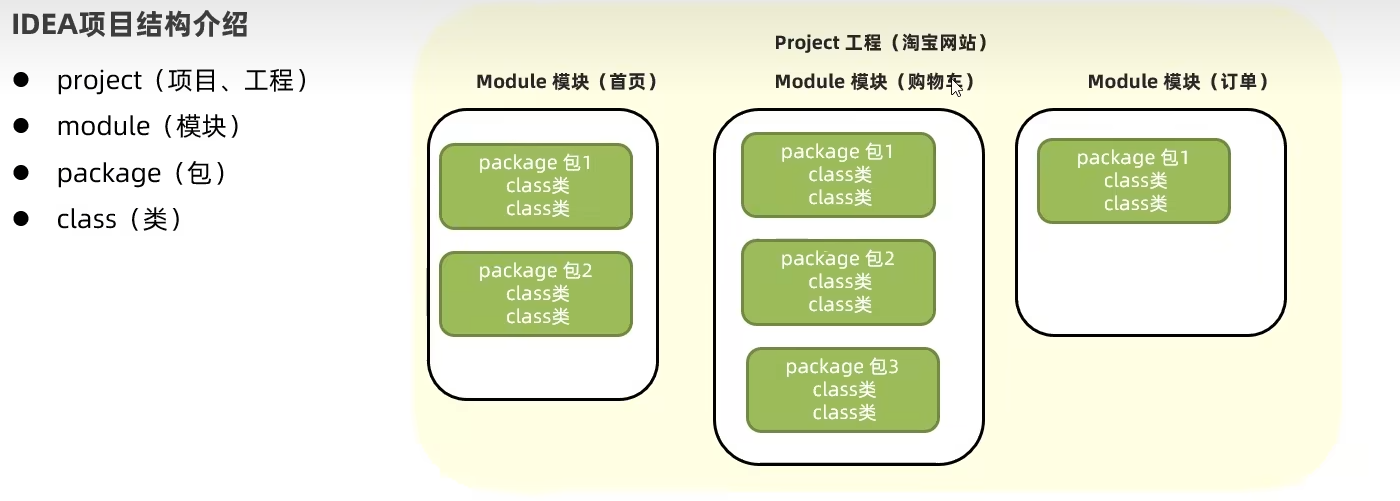 IDEA项目结构介绍
● project（项目、工程）
● module（模块）
● package（包）
● class（类）
Project 工程（淘宝网站）
Module 模块（首页）
package 包1
class类
class类
package 包2
class类
class类
Module 模块（购物车）
package 包1
class类
class类
package 包2
class类
class类
package 包3
class类
class类
Module 模块（订单）
package 包1
class类
class类